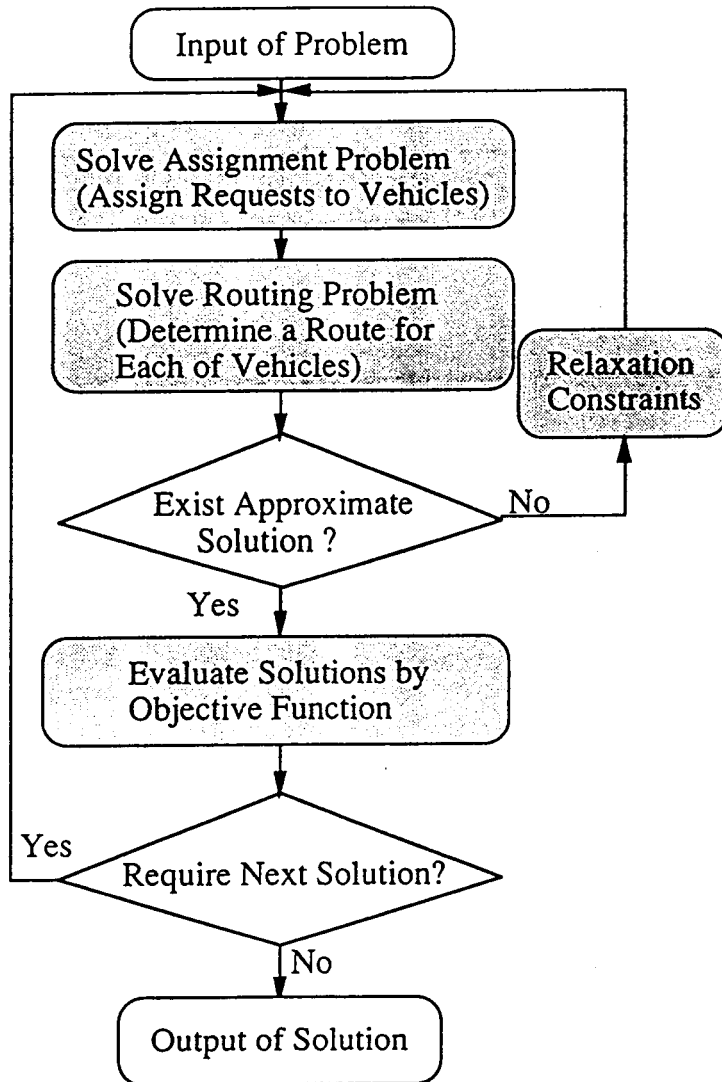 Input of Problem
Solve Assignment Problem
(Assign Requests to Vehicles)
Solve Routing Problem
(Determine a Route for
Each of Vehicles)
Relaxation
Constraints
Exist Approximate
Solution ?
No
Yes
Evaluate Solutions by
Objective Function
Yes
Require Next Solution?
No
Output of Solution